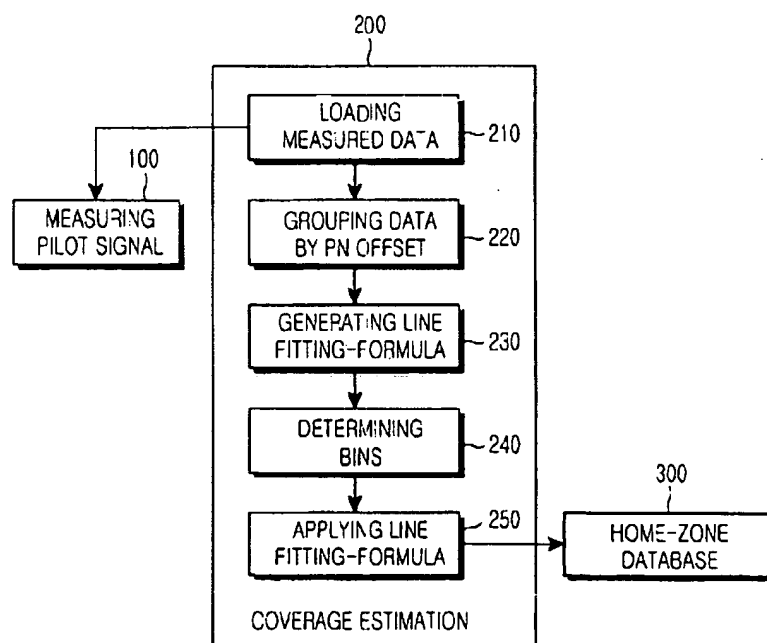 200
LOADING
MEASURED DATA
210
100
MEASURING
PILOT SIGNAL
GROUPING DATA
BY PN OFFSET
220
GENERATING LINE
FITTING-FORMULA
230
DETERMINING
BINS
240
300
APPLYING LINE
FITTING-FORMULA
250
HOME-ZONE
DATABASE
COVERAGE ESTIMATION